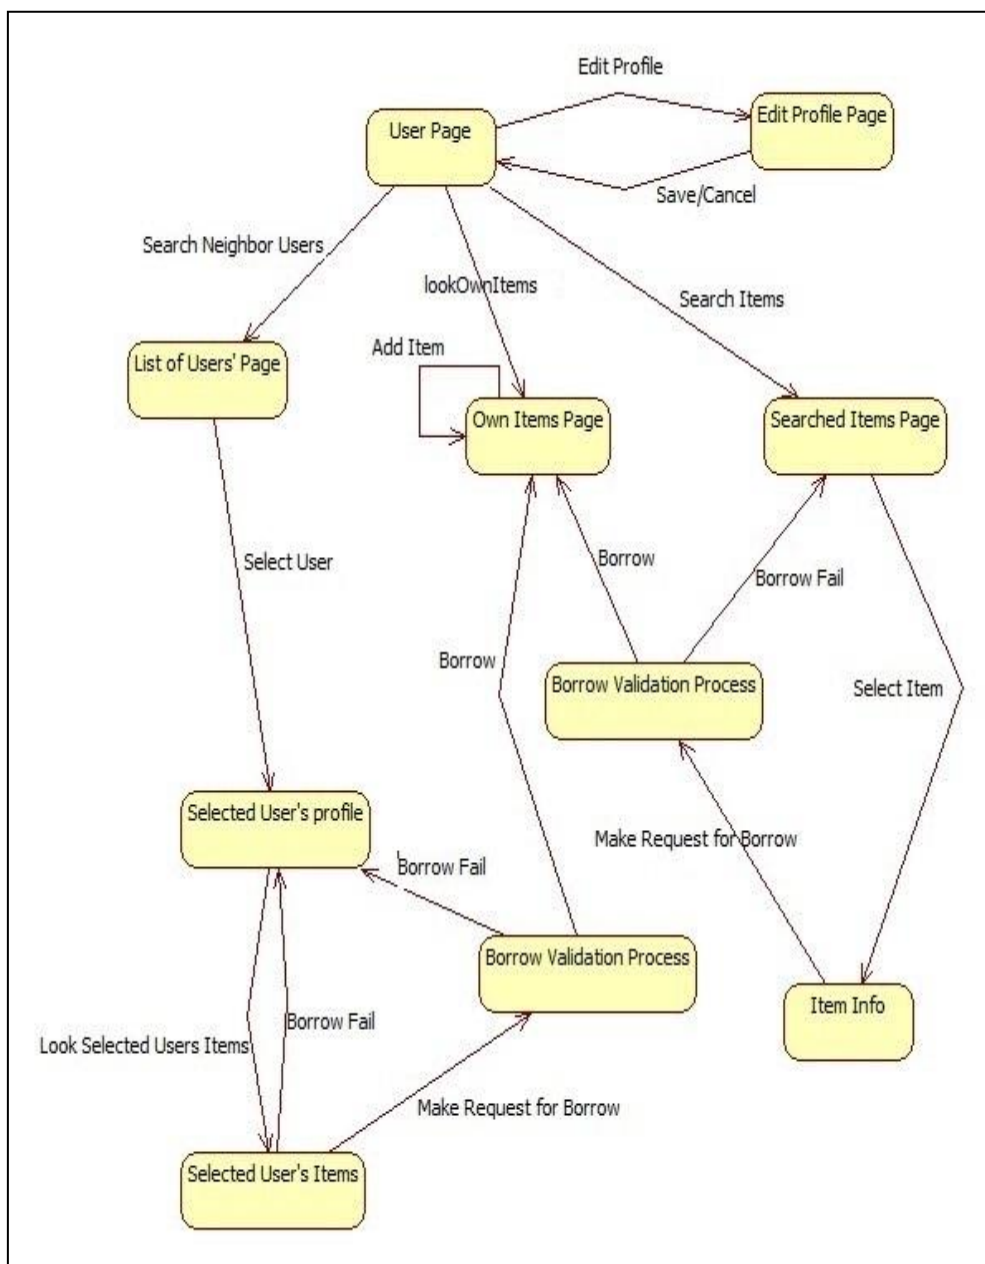 Edit Profile
User Page
Edit Profile Page
Save/Cancel
Search Neighbor Users
lookOwnItems
Search Items
Add Item
List of Users' Page
Own Items Page
Searched Items Page
Select User
Borrow
Borrow Fail
Borrow
Borrow Validation Process
Select Item
Selected User's profile
Make Request for Borrow
Borrow Fail
Borrow Validation Process
Item Info
Borrow Fail
Look Selected Users Items
Make Request for Borrow
Selected User's Items